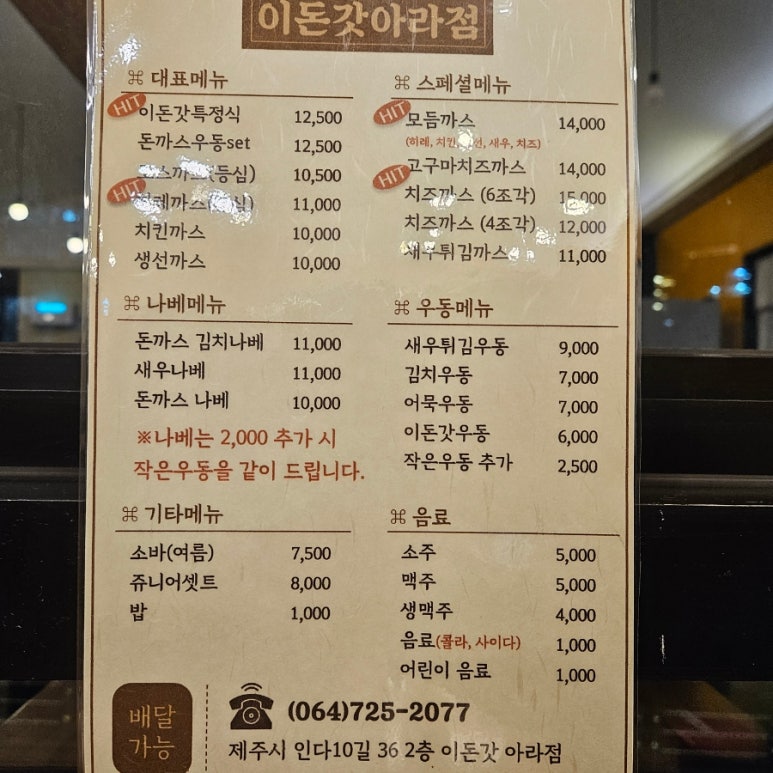 이돈갓아라점
⌘ 대표메뉴
HIT 이돈갓특정식 12,500
돈까스우동set 12,500
(등심) 10,500
HIT 11,000
치킨까스 10,000
생선까스 10,000
⌘ 스페셜메뉴
HIT 모듬까스 14,000
(히레, 치킨, 생선, 새우, 치즈)
HIT 고구마치즈까스 14,000
치즈까스 (6조각) 15,000
치즈까스 (4조각) 12,000
새우튀김까스 11,000
⌘ 나베메뉴
돈까스 김치나베 11,000
새우나베 11,000
돈까스 나베 10,000
※나베는 2,000 추가 시
작은우동을 같이 드립니다.
⌘ 우동메뉴
새우튀김우동 9,000
김치우동 7,000
어묵우동 7,000
이돈갓우동 6,000
작은우동 추가 2,500
⌘ 기타메뉴
소바(여름) 7,500
쥬니어셋트 8,000
밥 1,000
⌘ 음료
소주 5,000
맥주 5,000
생맥주 4,000
음료(콜라, 사이다) 1,000
어린이 음료 1,000
배달
가능
(064)725-2077
제주시 인다10길 36 2층 이돈갓 아라점